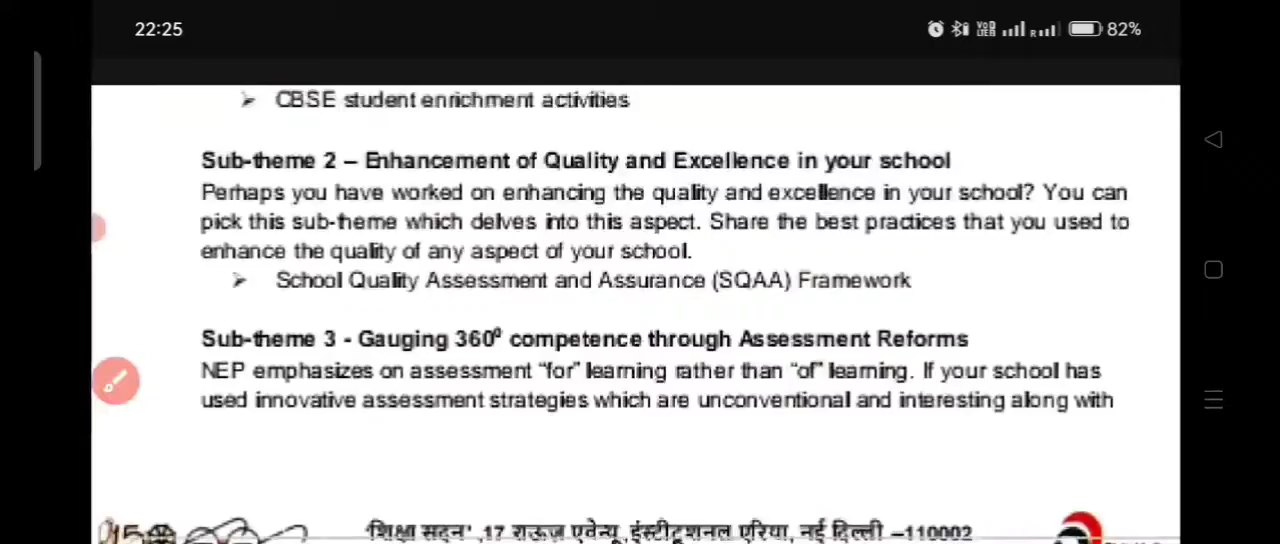 22:25
82%
➢ CBSE student enrichment activities
Sub-theme 2 – Enhancement of Quality and Excellence in your school
Perhaps you have worked on enhancing the quality and excellence in your school? You can
pick this sub-theme which delves into this aspect. Share the best practices that you used to
enhance the quality of any aspect of your school.
➢ School Quality Assessment and Assurance (SQAA) Framework
Sub-theme 3 - Gauging 360⁰ competence through Assessment Reforms
NEP emphasizes on assessment “for” learning rather than “of” learning. If your school has
used innovative assessment strategies which are unconventional and interesting along with
'शिक्षा सदन' ,17 राऊज़ एवेन्यू ,इंस्टीटूशनल एरिया, नई दिल्ली –110002